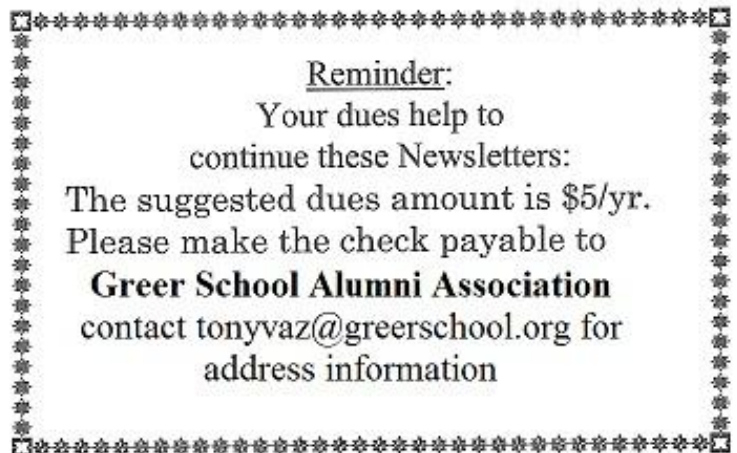 Reminder:
Your dues help to
continue these Newsletters:
The suggested dues amount is $5/yr.
Please make the check payable to
Greer School Alumni Association
contact tonyvaz@greerschool.org for
address information